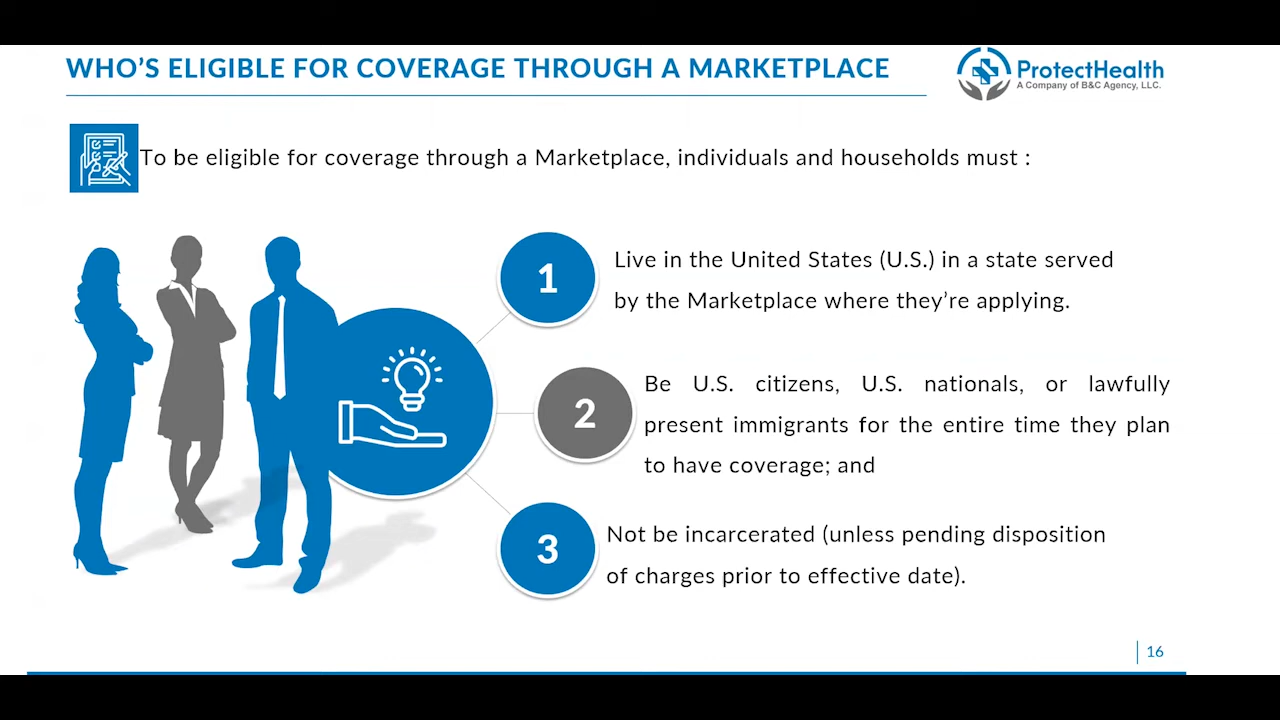 WHO'S ELIGIBLE FOR COVERAGE THROUGH A MARKETPLACE
ProtectHealth
A Company of B&C Agency, LLC.
To be eligible for coverage through a Marketplace, individuals and households must :
1
Live in the United States (U.S.) in a state served
by the Marketplace where they're applying.
2
Be U.S. citizens, U.S. nationals, or lawfully
present immigrants for the entire time they plan
to have coverage; and
3
Not be incarcerated (unless pending disposition
of charges prior to effective date).
16